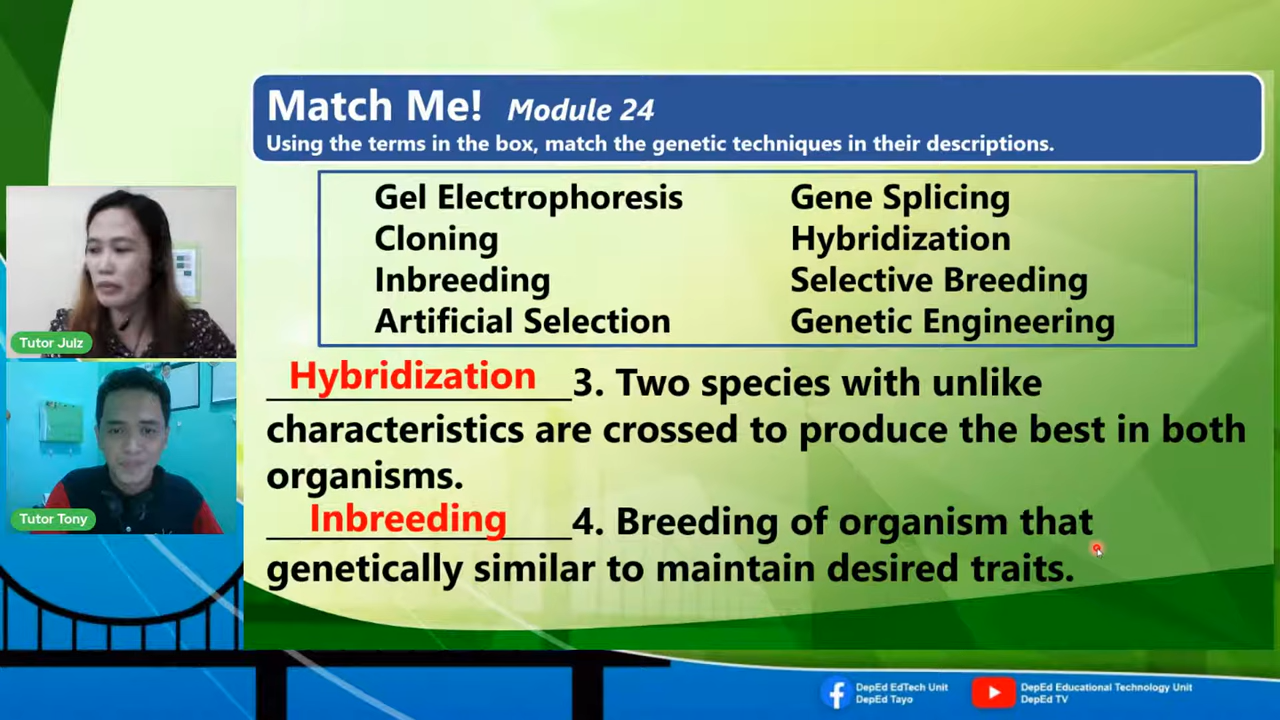 Match Me! Module 24
Using the terms in the box, match the genetic techniques in their descriptions.
Gel Electrophoresis Gene Splicing
Cloning Hybridization
Inbreeding Selective Breeding
Artificial Selection Genetic Engineering
Hybridization 3. Two species with unlike
characteristics are crossed to produce the best in both
organisms.
Inbreeding 4. Breeding of organism that
genetically similar to maintain desired traits.
Tutor Julz
Tutor Tony
DepEd EdTech Unit
DepEd Tayo
DepEd Educational Technology Unit
DepEd TV